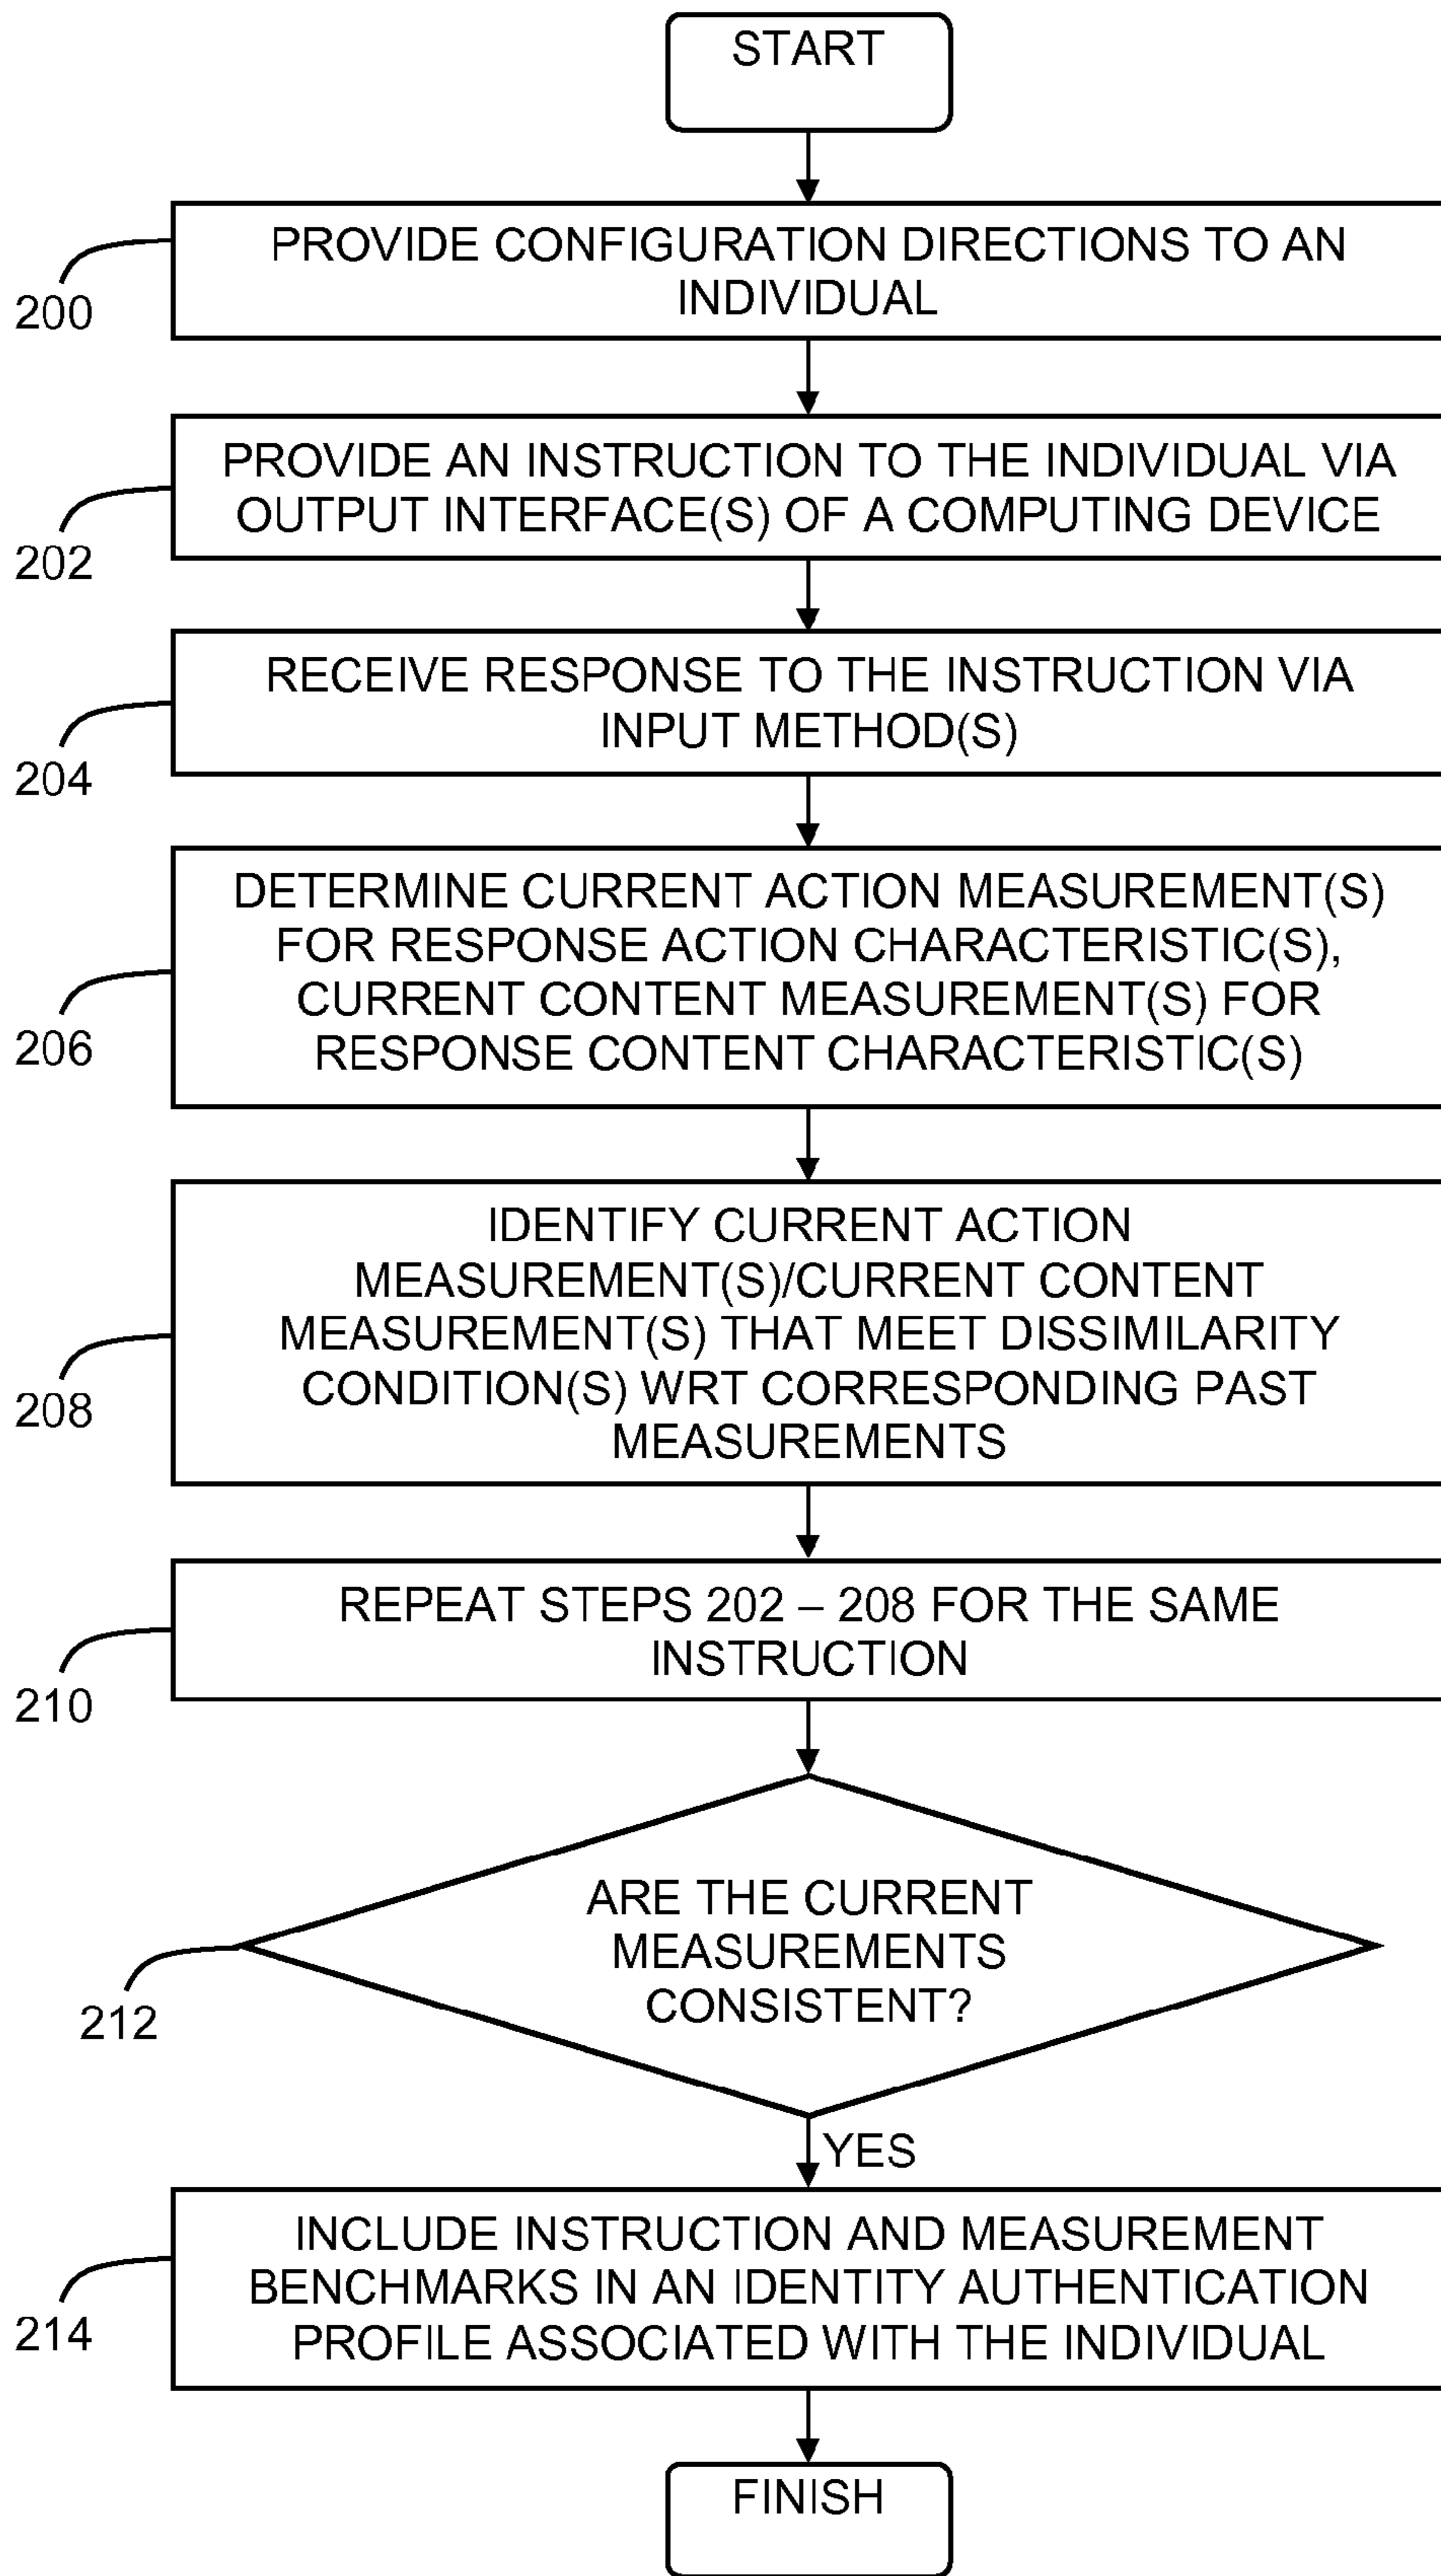 START
PROVIDE CONFIGURATION DIRECTIONS TO AN
INDIVIDUAL
200
PROVIDE AN INSTRUCTION TO THE INDIVIDUAL VIA
OUTPUT INTERFACE(S) OF A COMPUTING DEVICE
202
RECEIVE RESPONSE TO THE INSTRUCTION VIA
INPUT METHOD(S)
204
DETERMINE CURRENT ACTION MEASUREMENT(S)
FOR RESPONSE ACTION CHARACTERISTIC(S),
CURRENT CONTENT MEASUREMENT(S) FOR
RESPONSE CONTENT CHARACTERISTIC(S)
206
IDENTIFY CURRENT ACTION
MEASUREMENT(S)/CURRENT CONTENT
MEASUREMENT(S) THAT MEET DISSIMILARITY
CONDITION(S) WRT CORRESPONDING PAST
MEASUREMENTS
208
REPEAT STEPS 202 – 208 FOR THE SAME
INSTRUCTION
210
ARE THE CURRENT
MEASUREMENTS
CONSISTENT?
212
YES
INCLUDE INSTRUCTION AND MEASUREMENT
BENCHMARKS IN AN IDENTITY AUTHENTICATION
PROFILE ASSOCIATED WITH THE INDIVIDUAL
214
FINISH